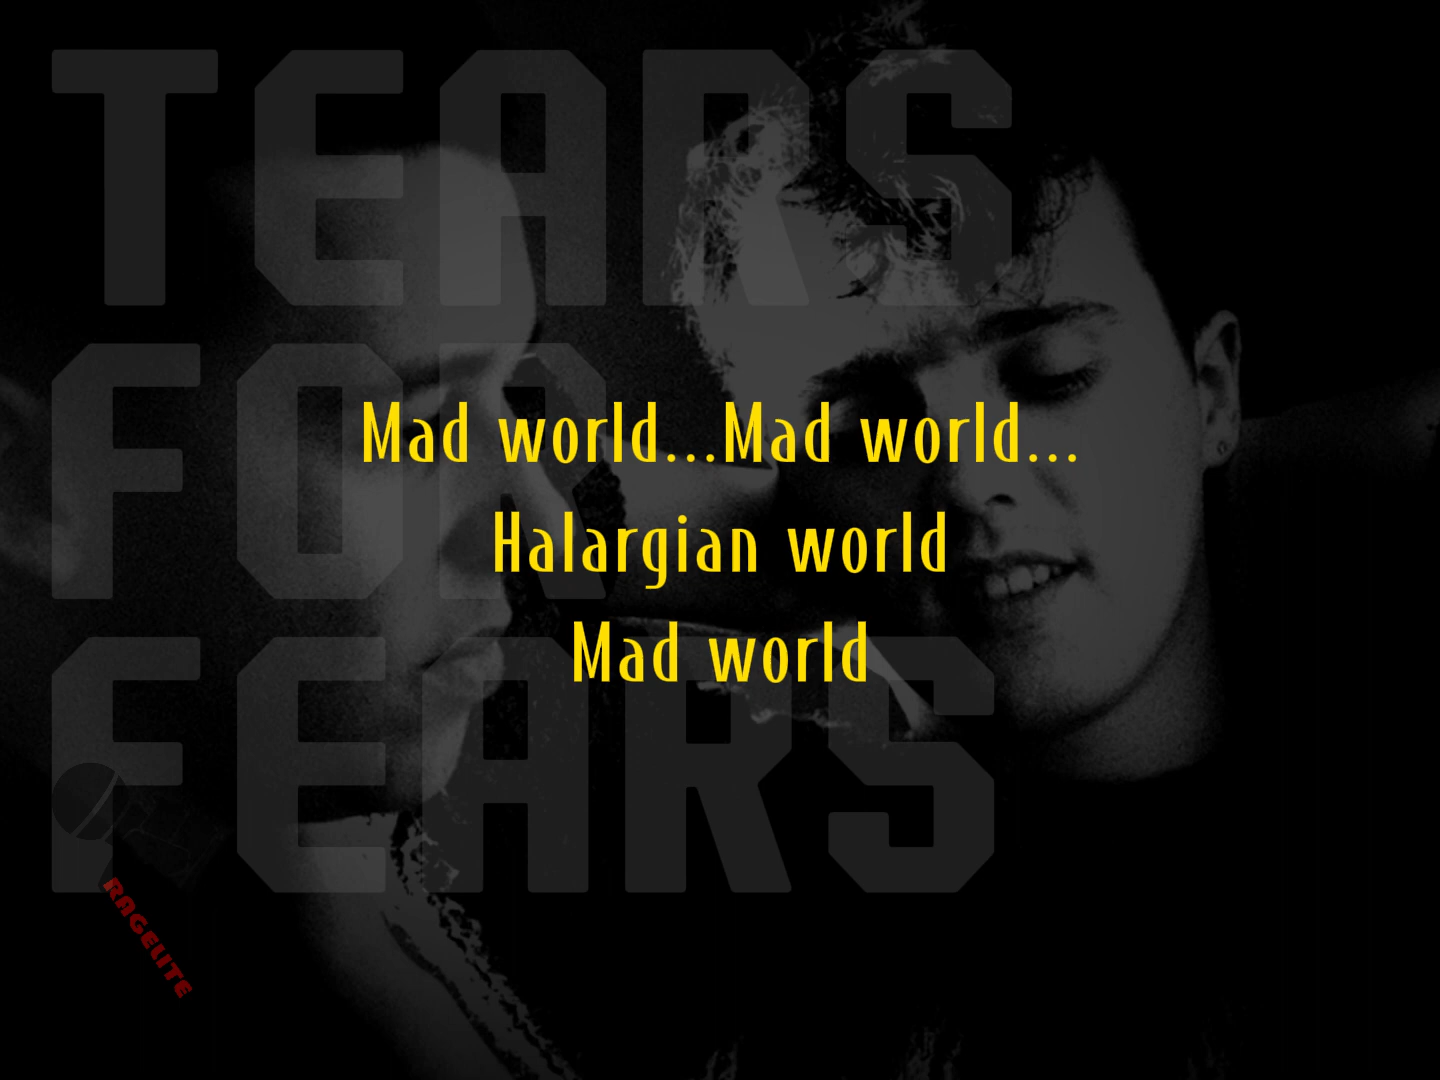 TEARS
FOR
FEARS
Mad world...Mad world...
Halargian world
Mad world
RAGELITE